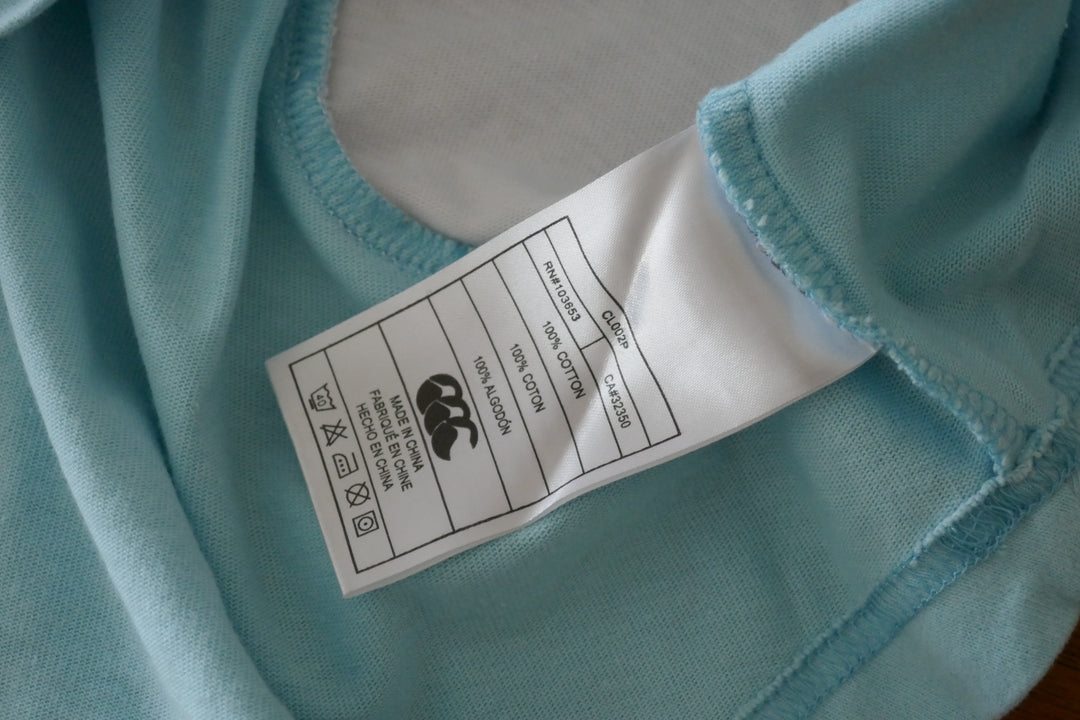 CL002P
RN#103653 CA#32350
100% COTTON
100% COTON
100% ALGODÓN
MADE IN CHINA
FABRIQUÉ EN CHINE
HECHO EN CHINA
40